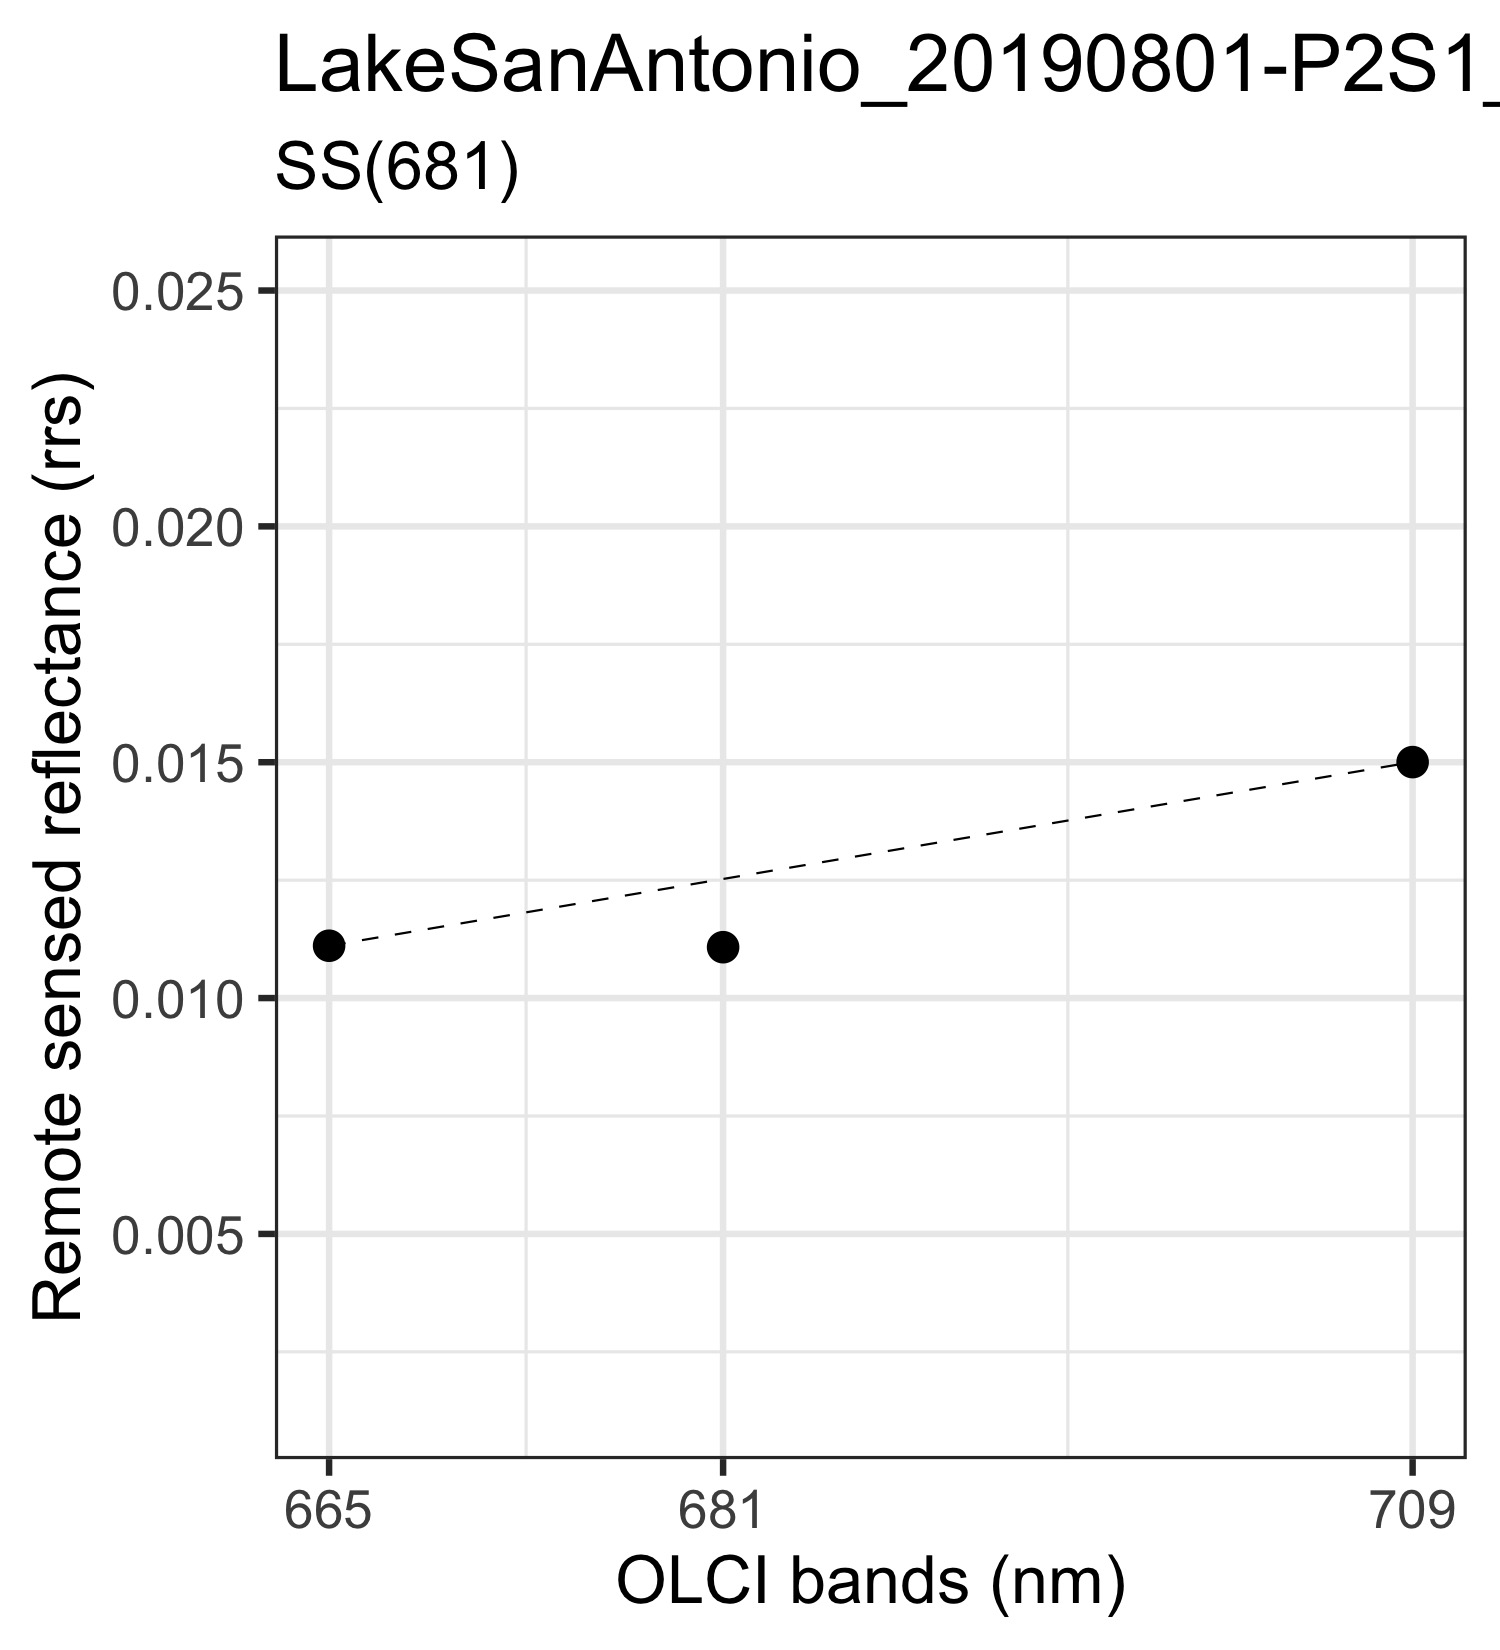 LakeSanAntonio_20190801-P2S1_
SS(681)
Remote sensed reflectance (rrs)
0.025
0.020
0.015
0.010
0.005
665 681 709
OLCI bands (nm)